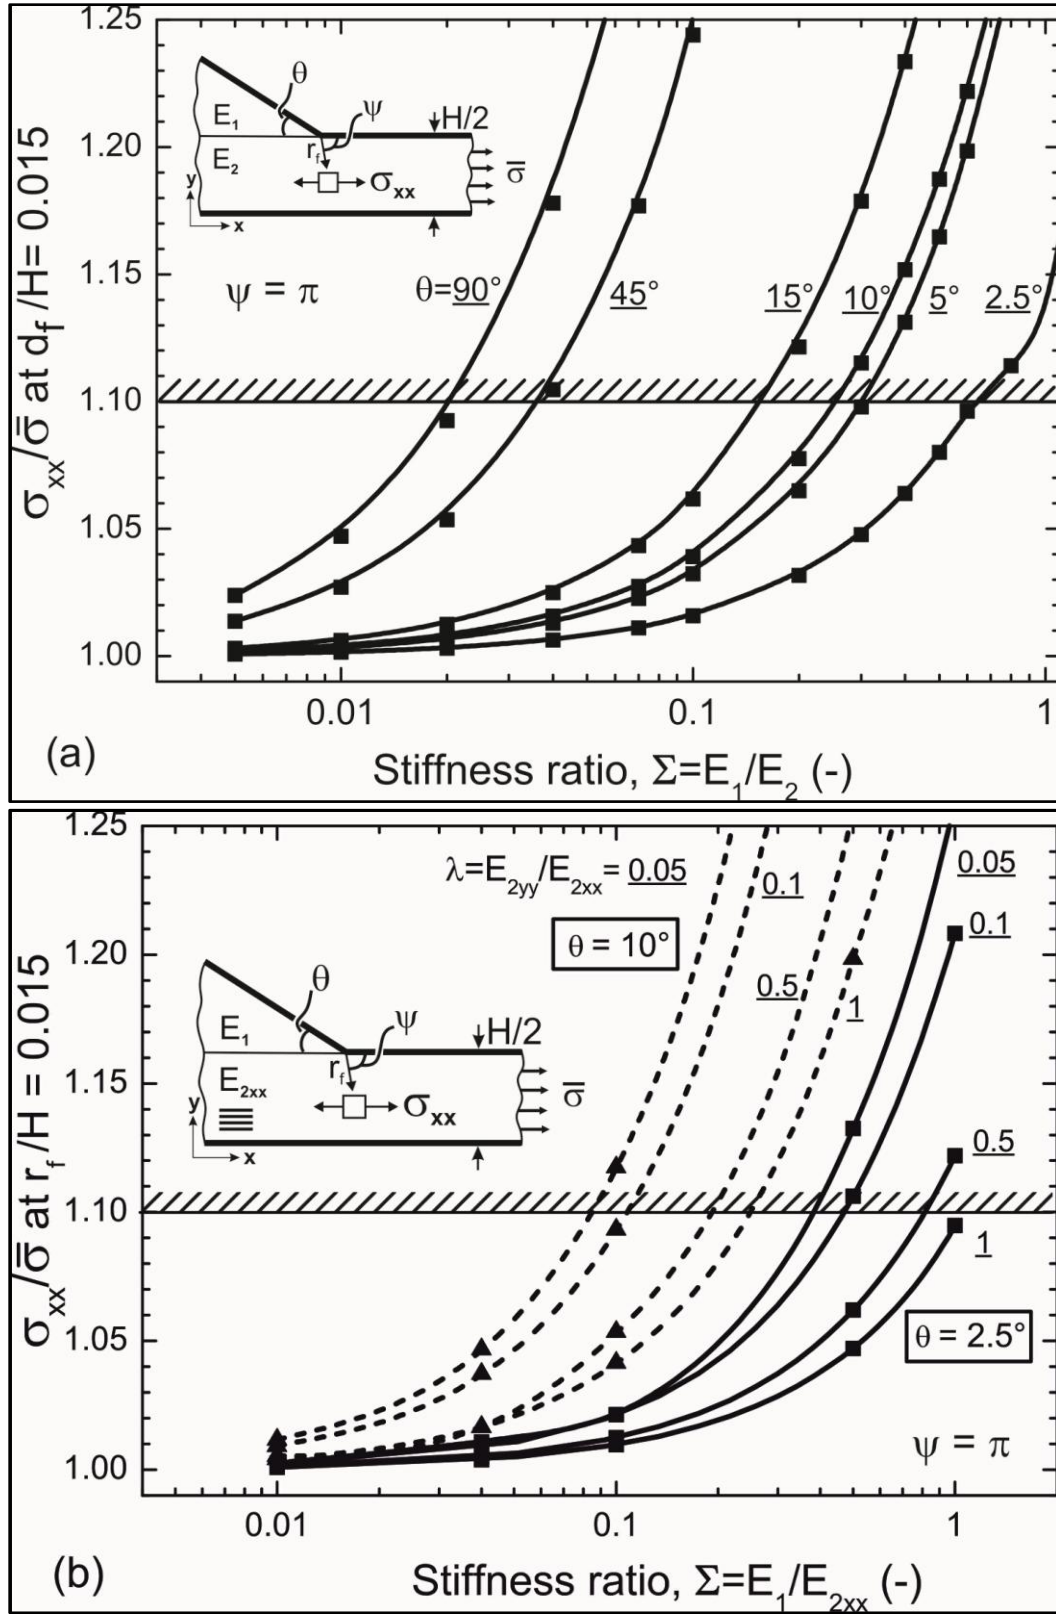 1.25
1.20
1.15
1.10
1.05
1.00
σxx/σ̅ at df/H= 0.015
θ
E1
E2
ψ
rf
H/2
σxx
σ̅
y
x
ψ = π
θ=90°
45°
15°
10°
5°
2.5°
0.01
0.1
1
(a)
Stiffness ratio, Σ=E1/E2 (-)
1.25
1.20
1.15
1.10
1.05
1.00
σxx/σ̅ at rf/H = 0.015
λ=E2yy/E2xx= 0.05
0.1
0.5
1
θ = 10°
0.05
0.1
0.5
1
θ = 2.5°
θ
E1
E2xx
ψ
rf
H/2
σxx
σ̅
y
x
ψ = π
0.01
0.1
1
(b)
Stiffness ratio, Σ=E1/E2xx (-)